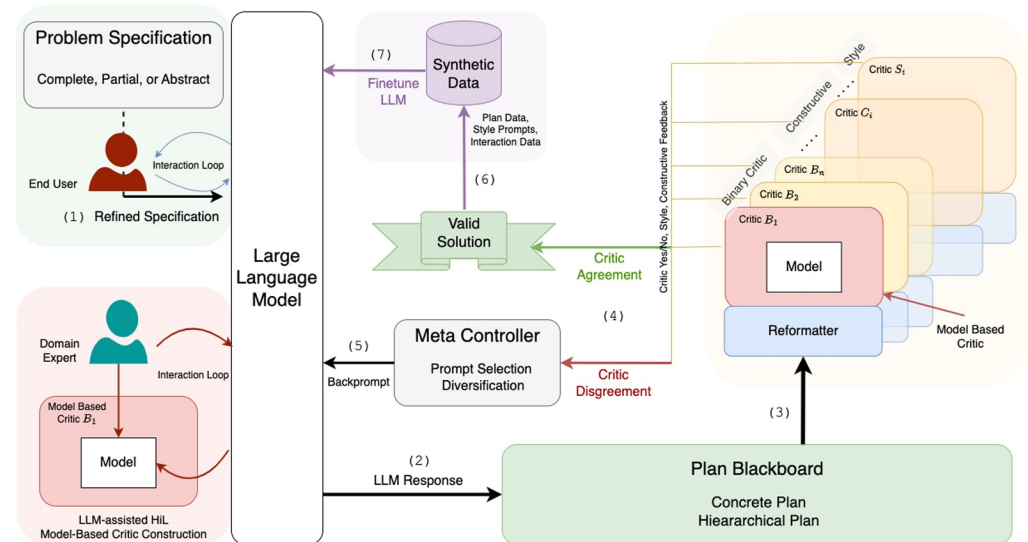 Problem Specification
Complete, Partial, or Abstract
End User
Interaction Loop
(1) Refined Specification
Domain
Expert
Interaction Loop
Model Based
Critic B₁
Model
LLM-assisted HiL
Model-Based Critic Construction
Large
Language
Model
(7)
Finetune
LLM
Synthetic
Data
Plan Data,
Style Prompts,
Interaction Data
(6)
Valid
Solution
Critic
Agreement
(4)
Meta Controller
Prompt Selection
Diversification
(5)
Backprompt
Critic
Disgreement
(2)
LLM Response
Plan Blackboard
Concrete Plan
Hieararchical Plan
(3)
Critic Yes/No, Style, Constructive Feedback
Binary Critic
....
Constructive
....
Style
Critic Sᵢ
Critic Cᵢ
Critic Bₙ
Critic B₂
Critic B₁
Model
Reformatter
Model Based
Critic